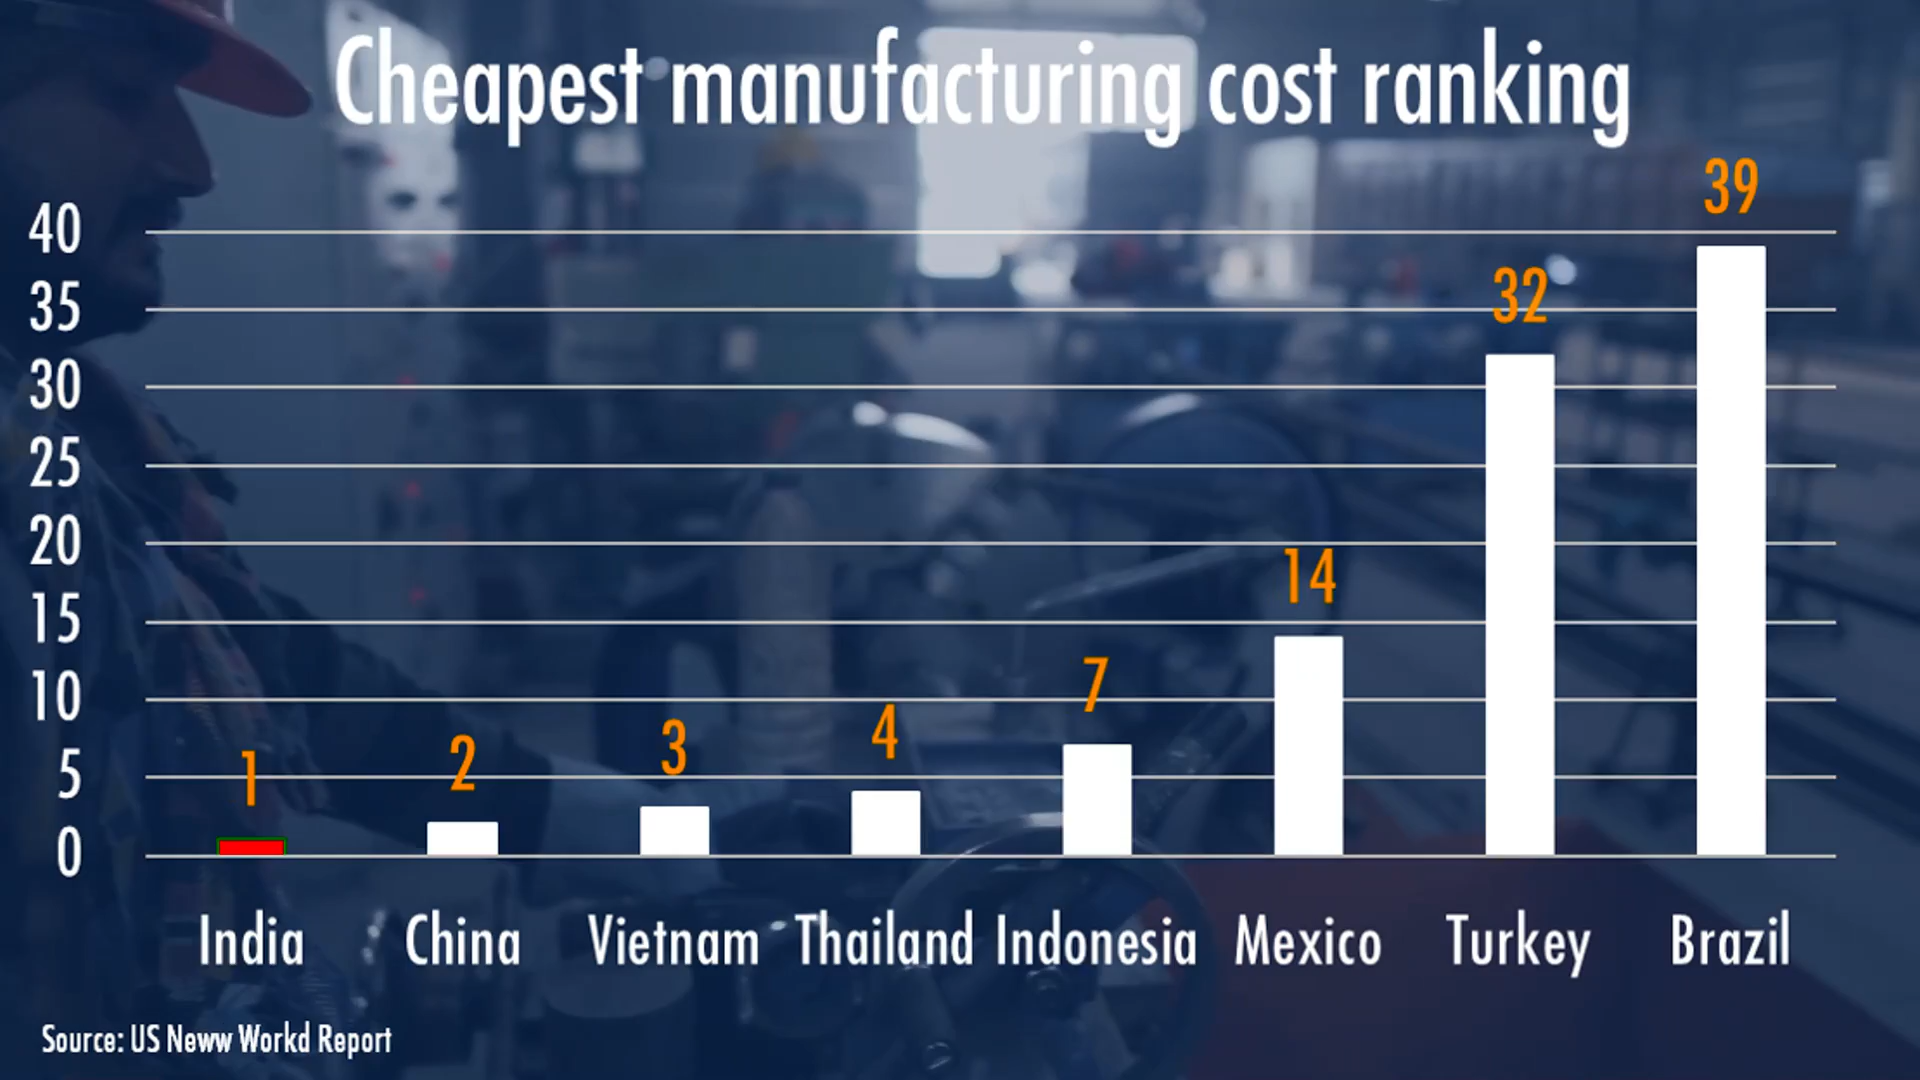 Cheapest manufacturing cost ranking
40
35
30
25
20
15
10
5
0
1
2
3
4
7
14
32
39
India
China
Vietnam
Thailand
Indonesia
Mexico
Turkey
Brazil
Source: US Neww Workd Report